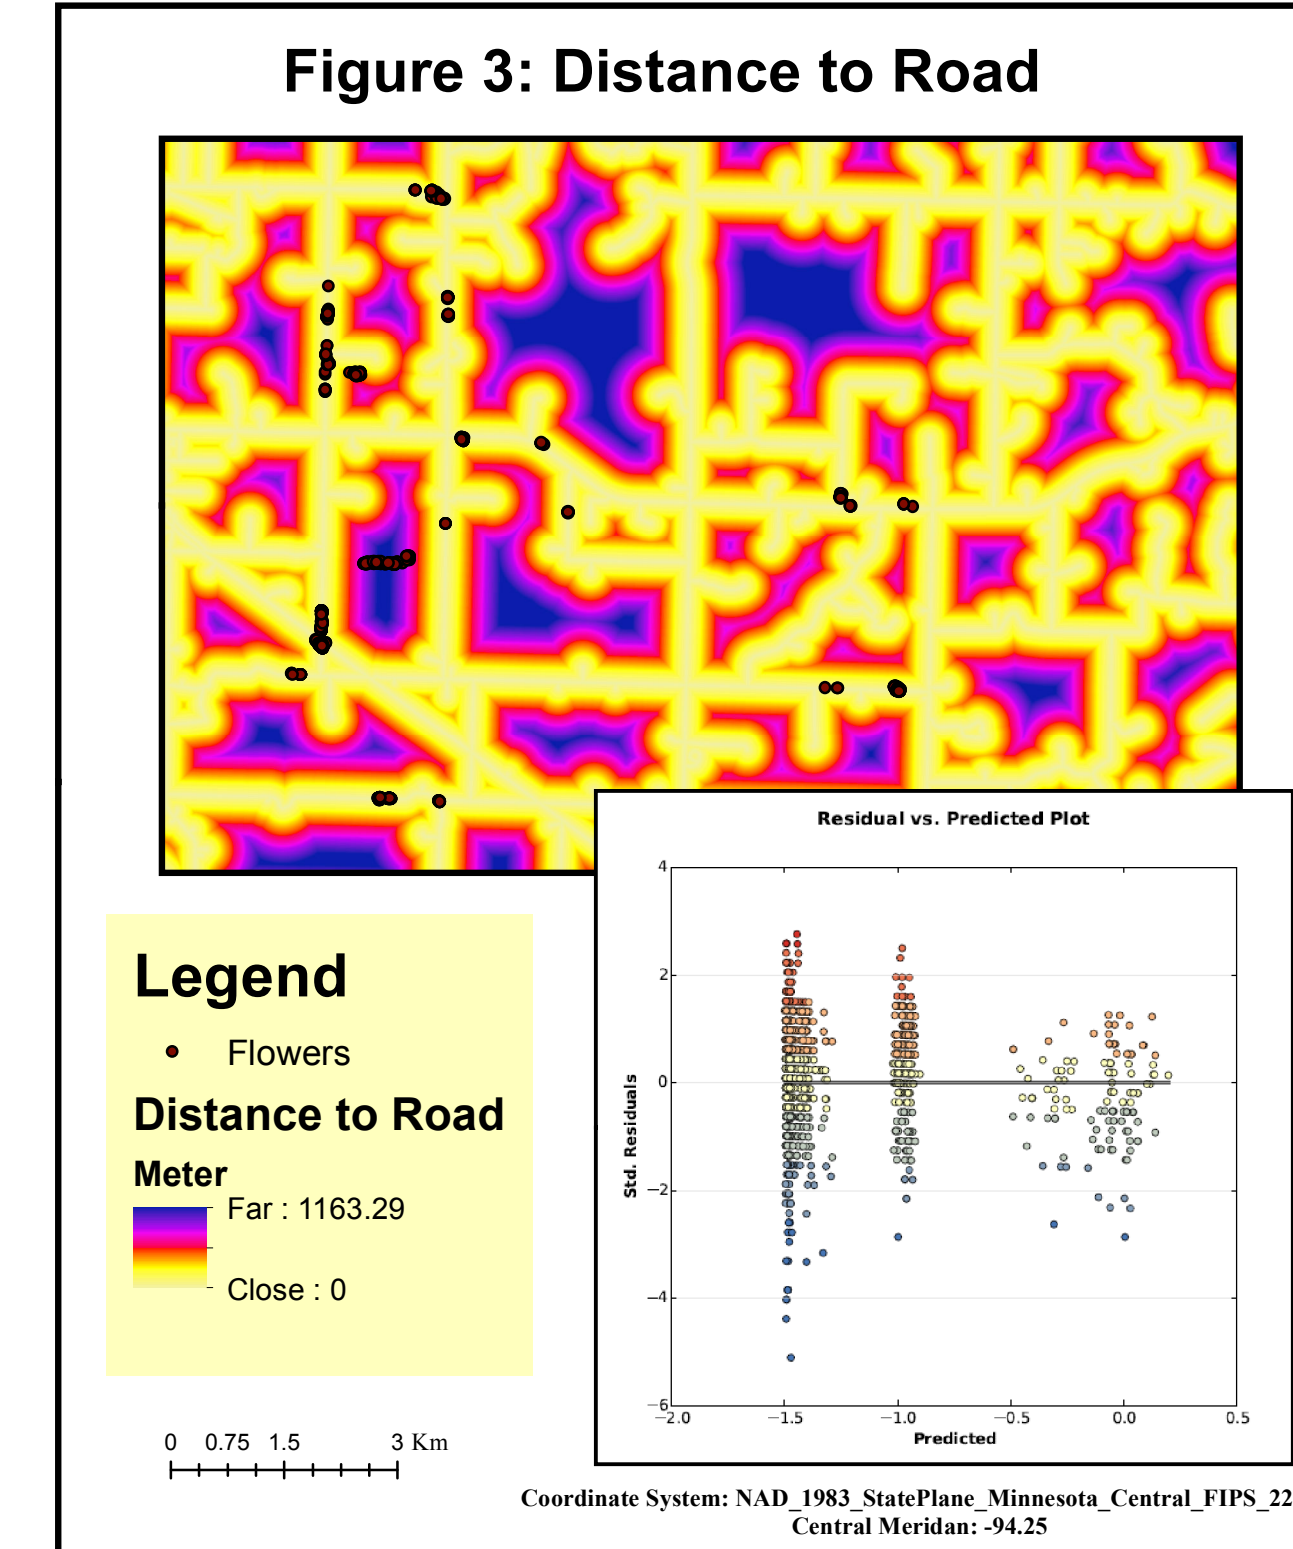 Figure 3: Distance to Road
Residual vs. Predicted Plot
4
2
0
−2
−4
−6
Std. Residuals
−2.0 −1.5 −1.0 −0.5 0.0 0.5
Predicted
Legend
Flowers
Distance to Road
Meter
Far : 1163.29
Close : 0
0 0.75 1.5 3 Km
Coordinate System: NAD_1983_StatePlane_Minnesota_Central_FIPS_22
Central Meridan: -94.25